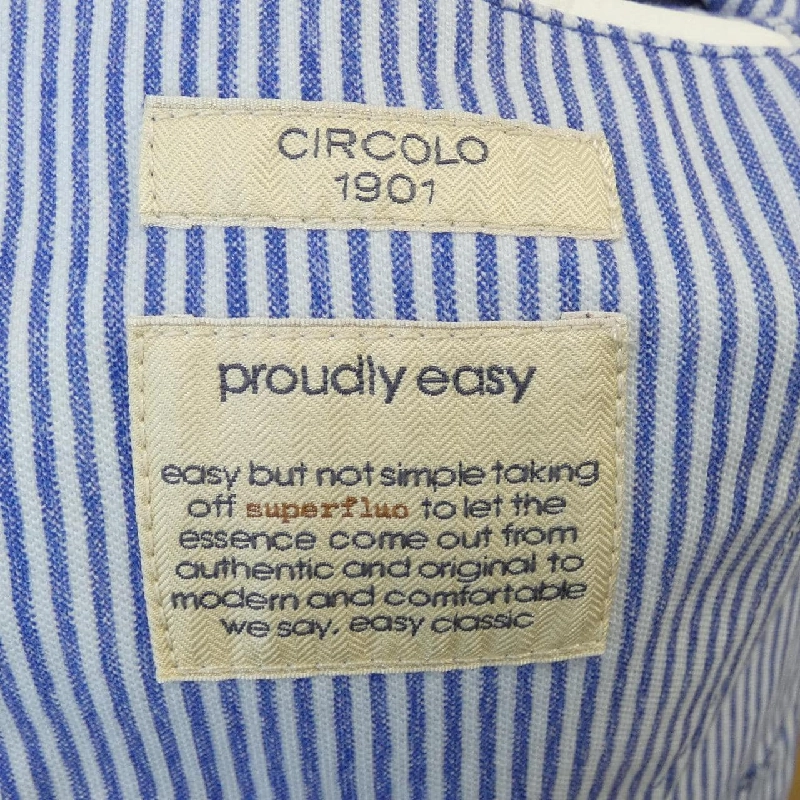 CIRCOLO
1901
proudly easy
easy but not simple taking
off superfluo to let the
essence come out from
authentic and original to
modern and comfortable
we say, easy classic